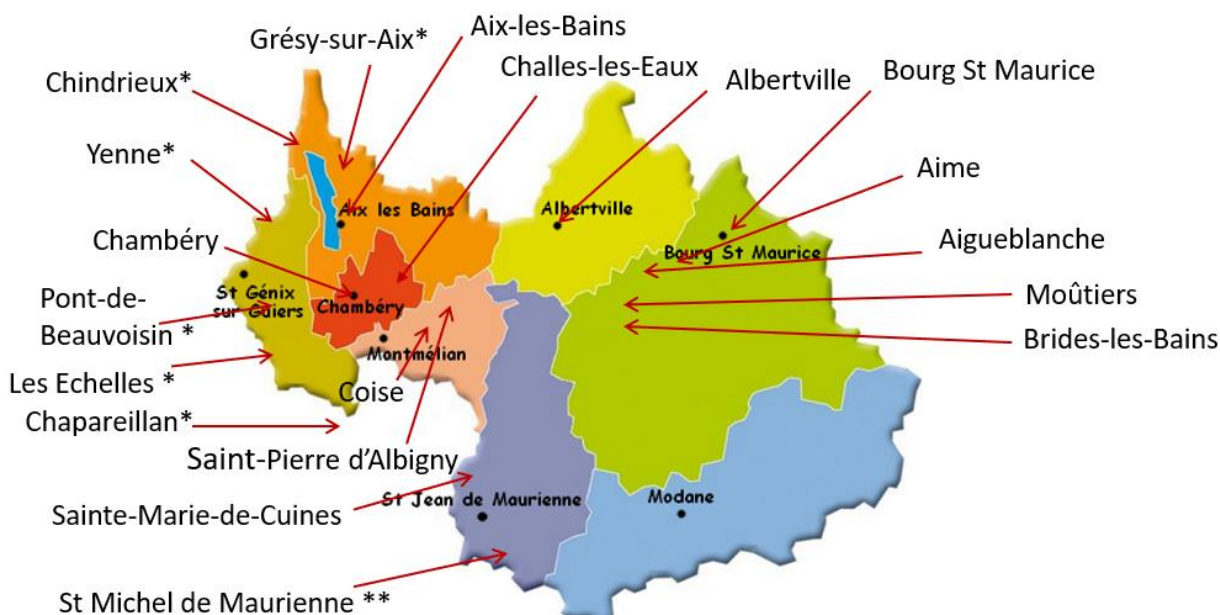 Aix-les-Bains
Grésy-sur-Aix*
Challes-les-Eaux
Bourg St Maurice
Chindrieux*
Albertville
Yenne*
Aime
Aix les Bains
Albertville
Chambéry
Bourg St Maurice
Aigueblanche
St Génix
sur Guiers
Pont-de-
Beauvoisin *
Chambéry
Moûtiers
Montmélian
Brides-les-Bains
Les Echelles *
Coise
Chapareillan*
Saint-Pierre d’Albigny
St Jean de Maurienne
Modane
Sainte-Marie-de-Cuines
St Michel de Maurienne **